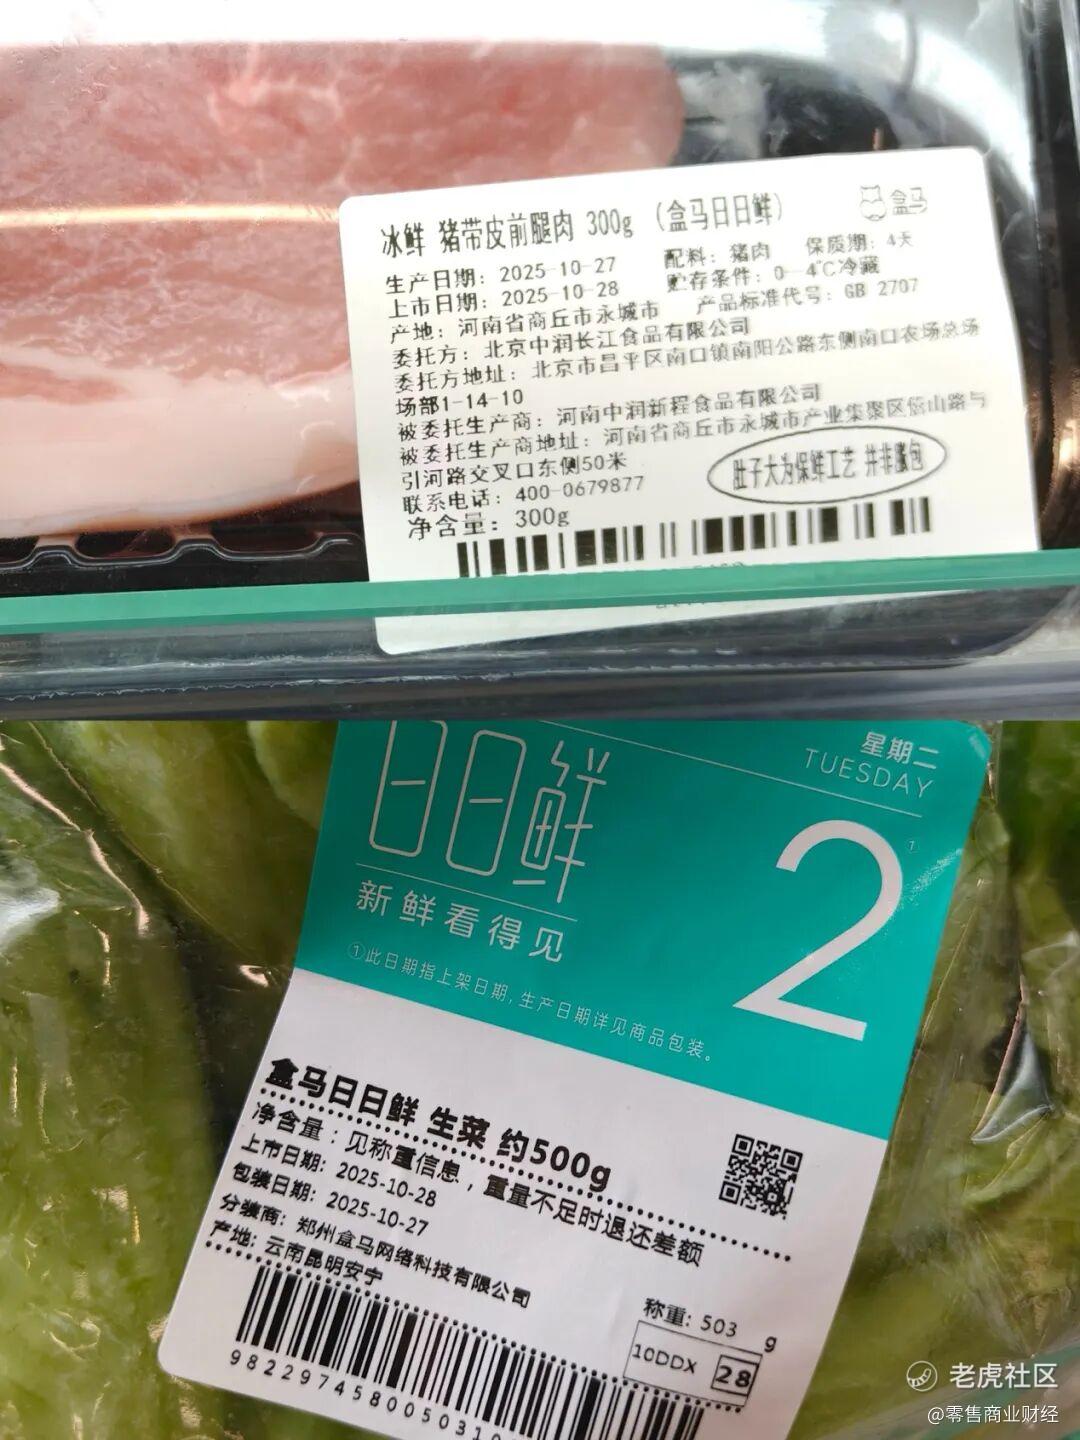 冰鲜 猪带皮前腿肉 300g (盒马日日鲜)
盒马
生产日期: 2025-10-27 配料: 猪肉 保质期: 4天
上市日期: 2025-10-28 贮存条件: 0—4℃冷藏
产地: 河南省商丘市永城市 产品标准代号: GB 2707
委托方: 北京中润长江食品有限公司
委托方地址: 北京市昌平区南口镇南阳公路东侧南口农场总场
场部1-14-10
被委托生产商: 河南中润新程食品有限公司
被委托生产商地址: 河南省商丘市永城市产业集聚区侩山路与
引河路交叉口东侧50米
联系电话: 400-0679877
肚子大为保鲜工艺 并非胀包
净含量: 300g
日日鲜
新鲜看得见
①此日期指上架日期,生产日期详见商品包装。
星期二
TUESDAY
2①
盒马日日鲜 生菜 约500g
净含量: 见称重信息, 重量不足时退还差额
上市日期: 2025-10-28
包装日期: 2025-10-27
分装商: 郑州盒马网络科技有限公司
产地: 云南昆明安宁
称重: 503 g
10DDX 28
982297458005031
老虎社区
@零售商业财经